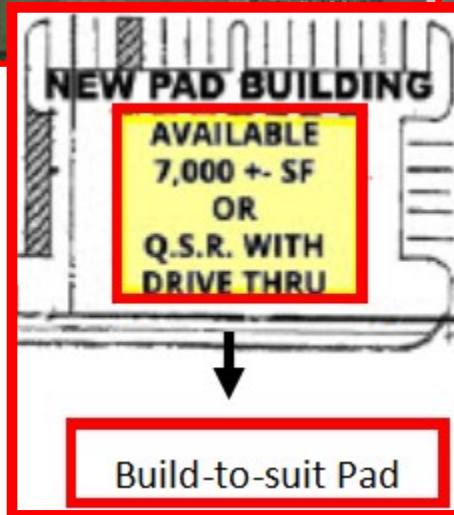 NEW PAD BUILDING
AVAILABLE
7,000 +- SF
OR
Q.S.R. WITH
DRIVE THRU
Build-to-suit Pad